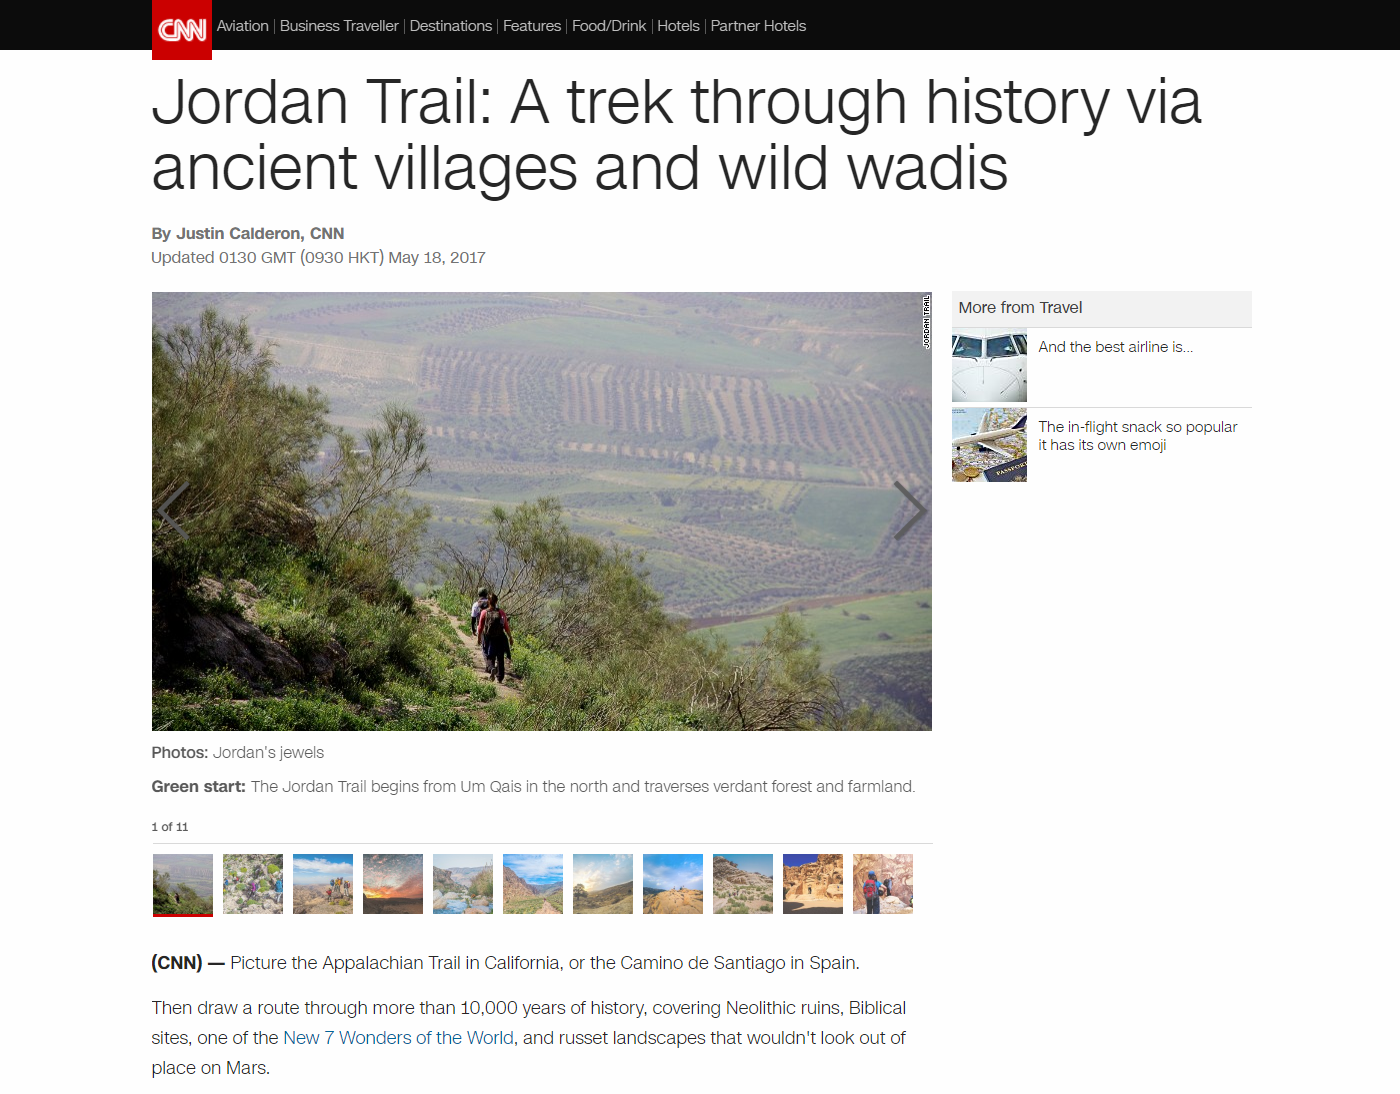 CNN
Aviation | Business Traveller | Destinations | Features | Food/Drink | Hotels | Partner Hotels
Jordan Trail: A trek through history via
ancient villages and wild wadis
By Justin Calderon, CNN
Updated 0130 GMT (0930 HKT) May 18, 2017
JORDAN TRAIL
More from Travel
And the best airline is...
The in-flight snack so popular
it has its own emoji
PASSPORT
Photos: Jordan's jewels
Green start: The Jordan Trail begins from Um Qais in the north and traverses verdant forest and farmland.
1 of 11
(CNN) — Picture the Appalachian Trail in California, or the Camino de Santiago in Spain.
Then draw a route through more than 10,000 years of history, covering Neolithic ruins, Biblical
sites, one of the New 7 Wonders of the World, and russet landscapes that wouldn't look out of
place on Mars.